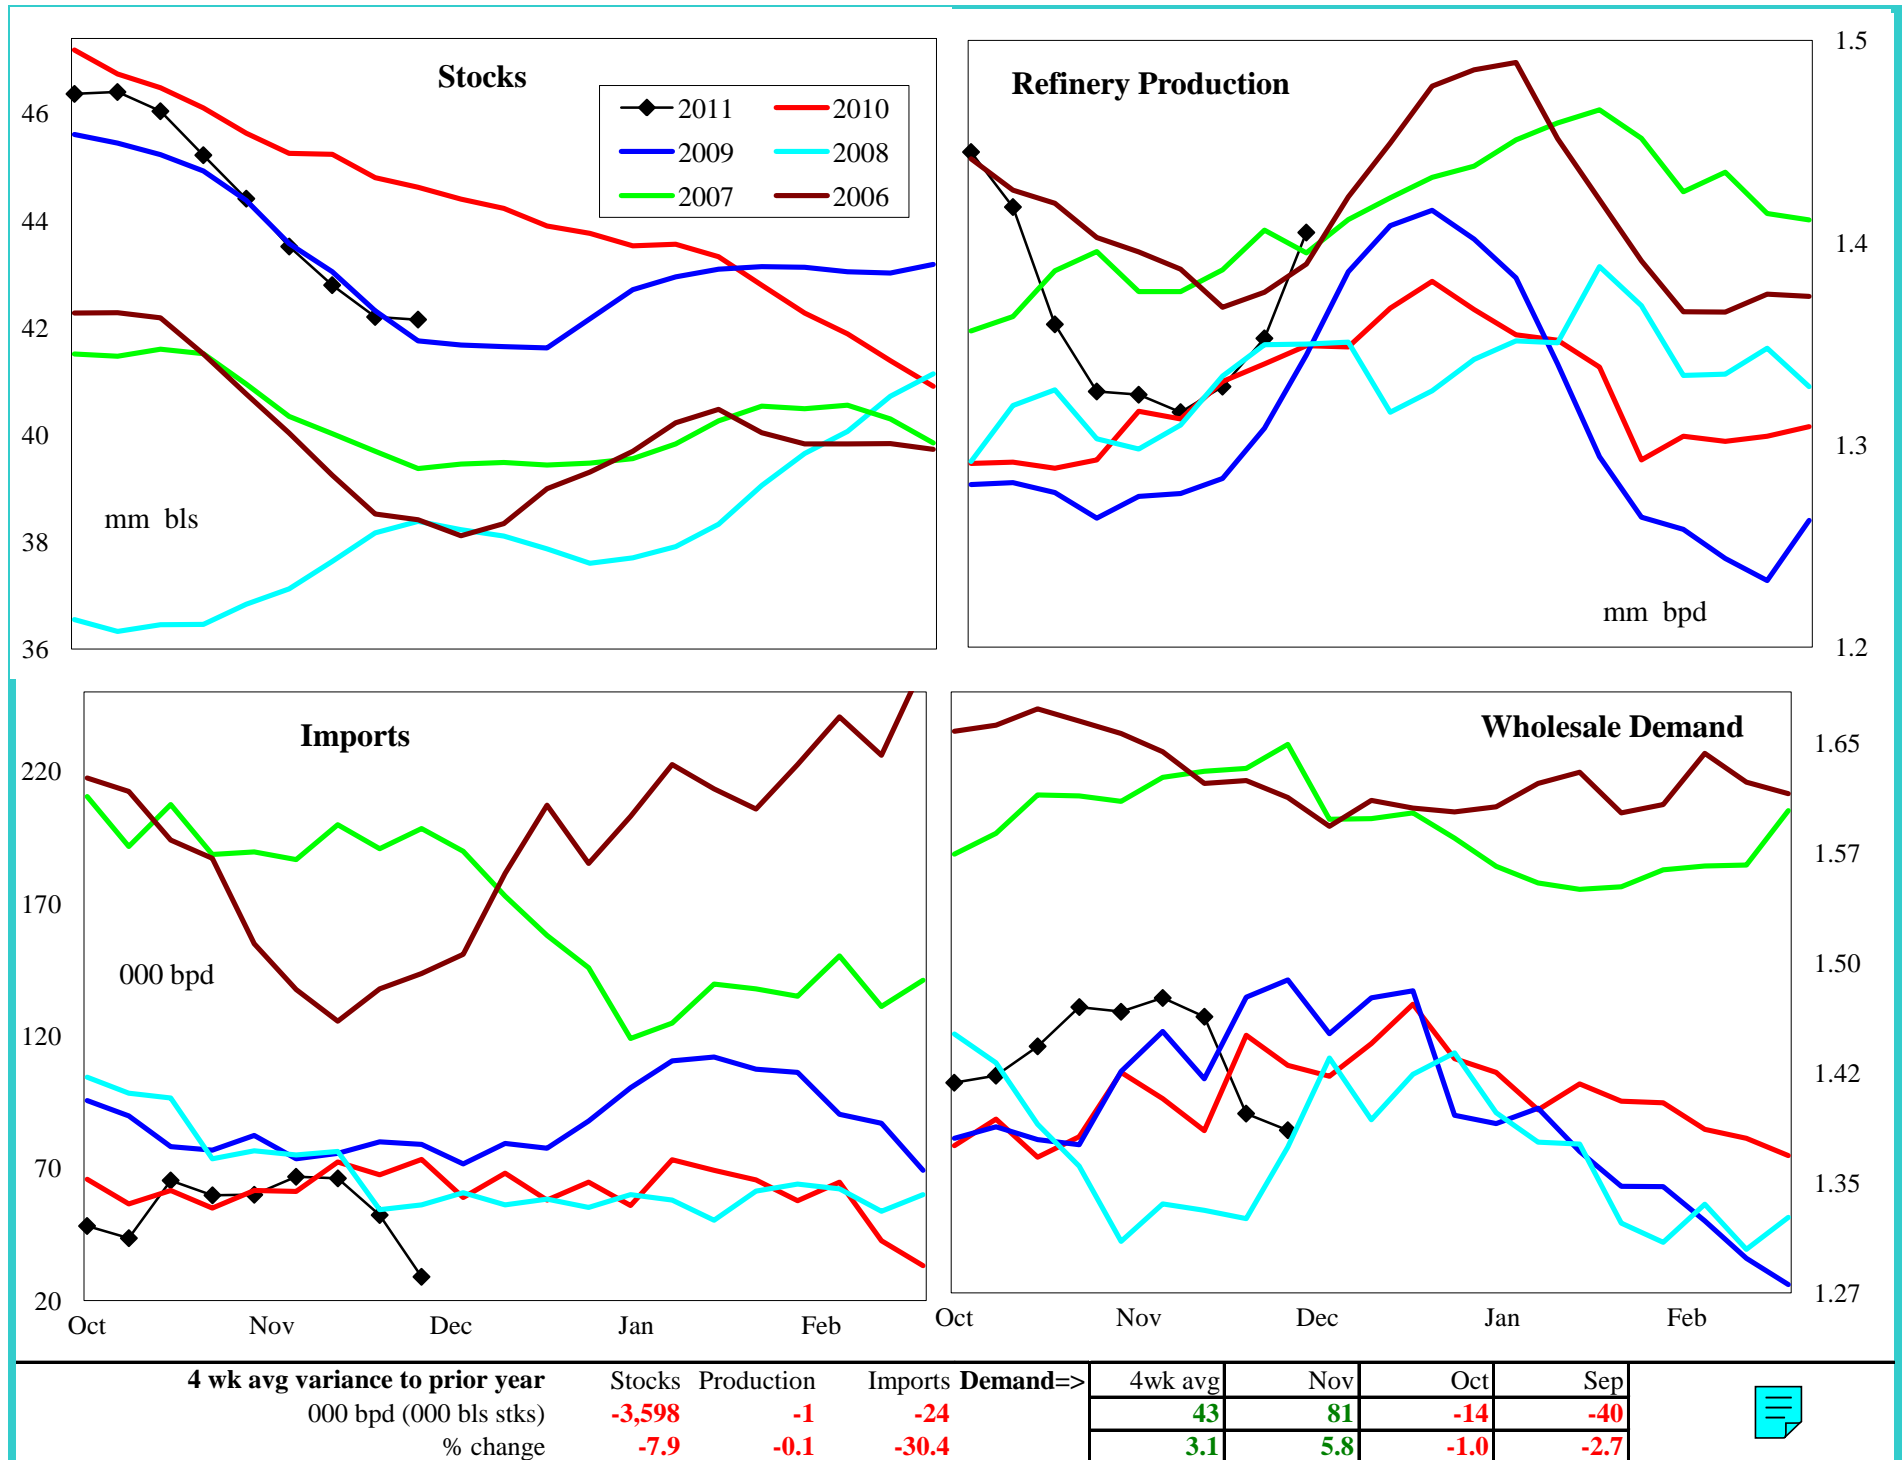 Stocks
2011 2010
2009 2008
2007 2006
46
44
42
40
38
36
mm bls
Refinery Production
1.5
1.4
1.3
1.2
mm bpd
Imports
220
170
120
70
20
000 bpd
Oct Nov Dec Jan Feb
Wholesale Demand
1.65
1.57
1.50
1.42
1.35
1.27
Oct Nov Dec Jan Feb
4 wk avg variance to prior year Stocks Production Imports Demand=> 4wk avg Nov Oct Sep
000 bpd (000 bls stks) -3,598 -1 -24 43 81 -14 -40
% change -7.9 -0.1 -30.4 3.1 5.8 -1.0 -2.7